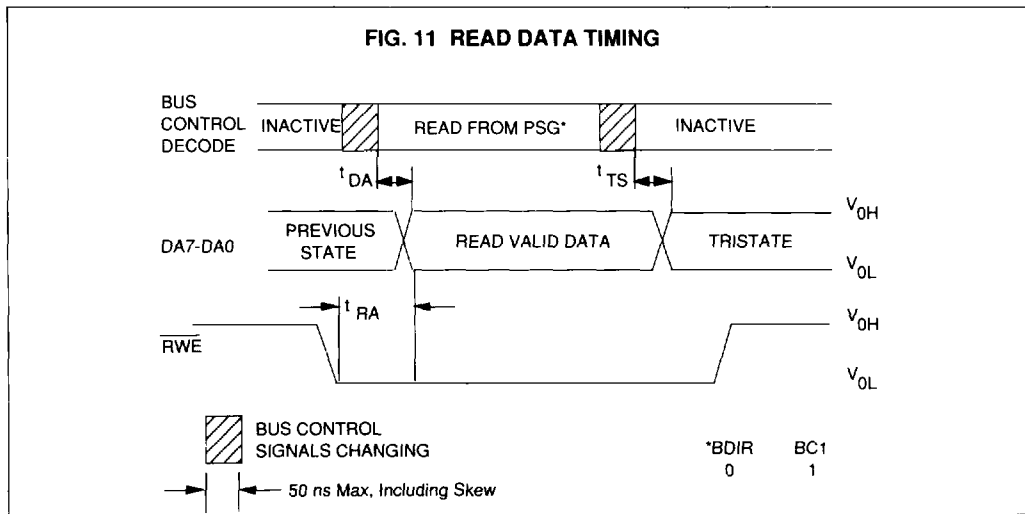 FIG. 11 READ DATA TIMING
BUS
CONTROL
DECODE
INACTIVE
READ FROM PSG*
INACTIVE
t DA
t TS
DA7-DA0
PREVIOUS
STATE
READ VALID DATA
TRISTATE
V0H
V0L
t RA
RWE
V0H
V0L
BUS CONTROL
SIGNALS CHANGING
*BDIR BC1
0 1
50 ns Max, Including Skew